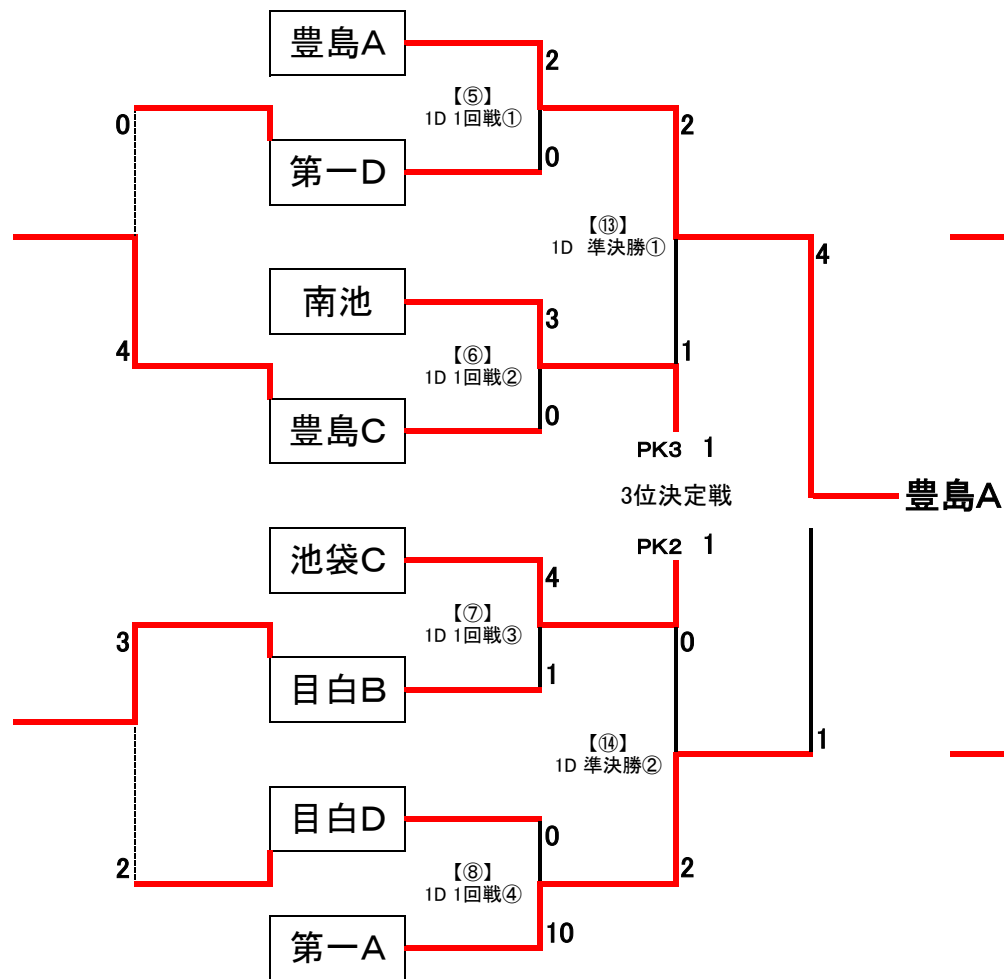 豊島A
2
【⑤】
1D 1回戦①
0
2
第一D
0
【⑬】
1D 準決勝①
4
南池
3
4
【⑥】
1D 1回戦②
1
豊島C
0
PK3 1
3位決定戦
豊島A
PK2 1
池袋C
4
【⑦】
1D 1回戦③
3
0
目白B
1
【⑭】
1D 準決勝②
1
目白D
0
2
【⑧】
1D 1回戦④
2
第一A
10